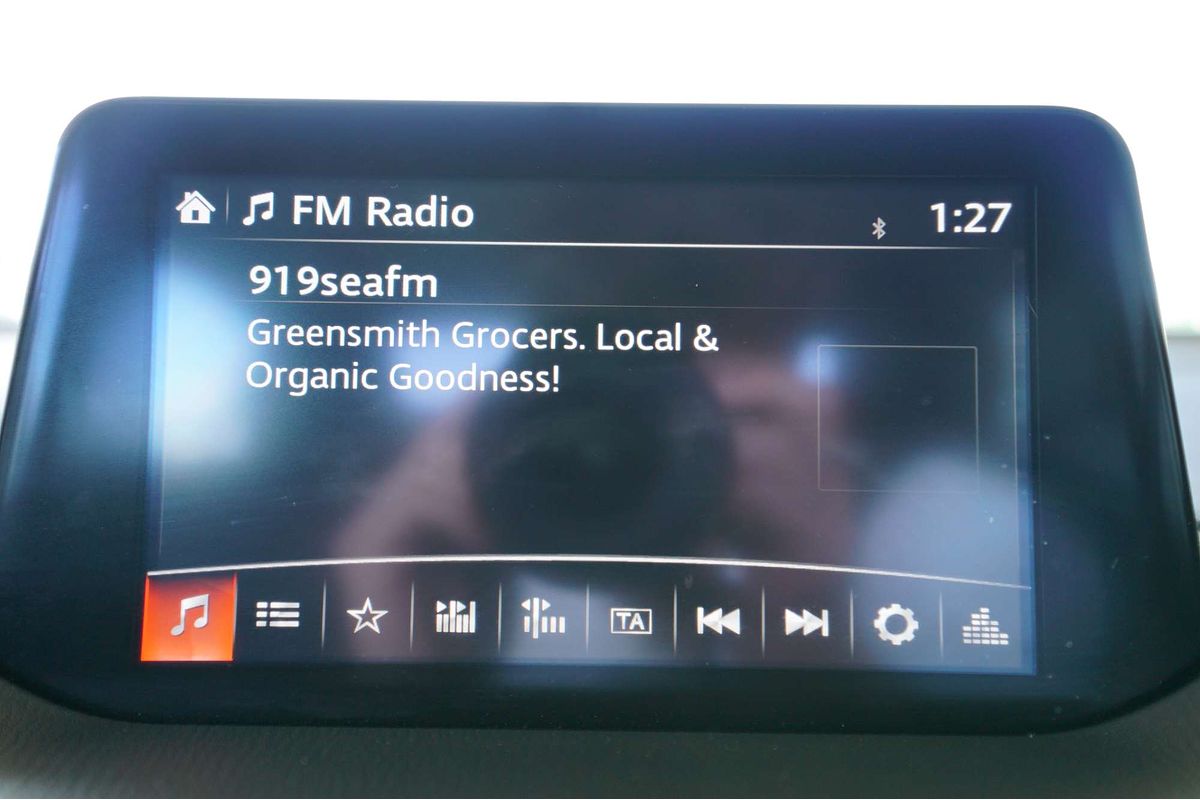 FM Radio
1:27
919seafm
Greensmith Grocers. Local &
Organic Goodness!
TA